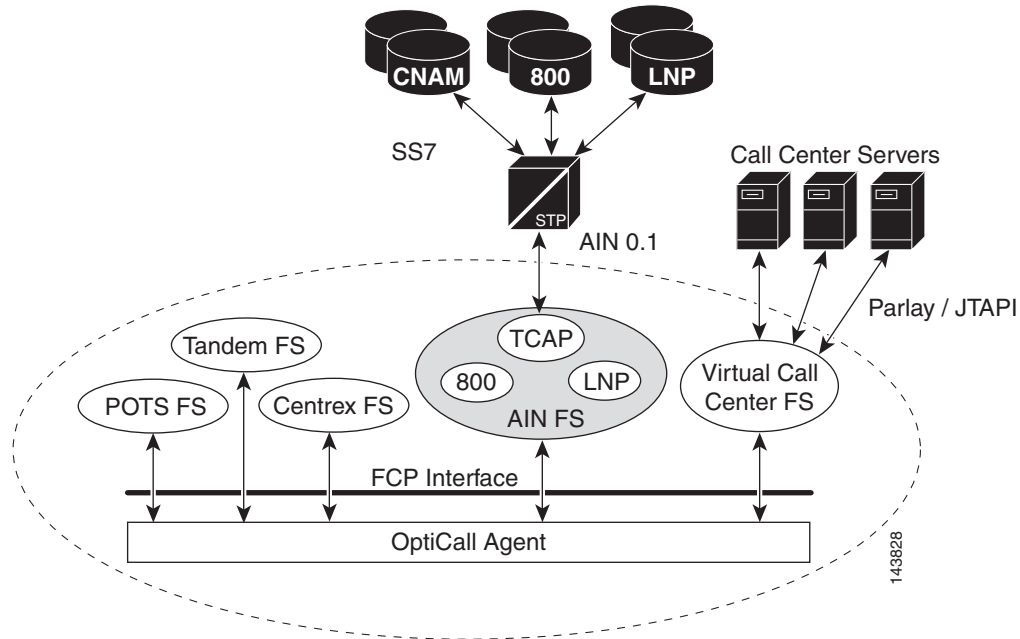 CNAM
800
LNP
SS7
Call Center Servers
STP
AIN 0.1
Parlay / JTAPI
TCAP
Tandem FS
800
LNP
Virtual Call
Center FS
POTS FS
Centrex FS
AIN FS
FCP Interface
OptiCall Agent
143828